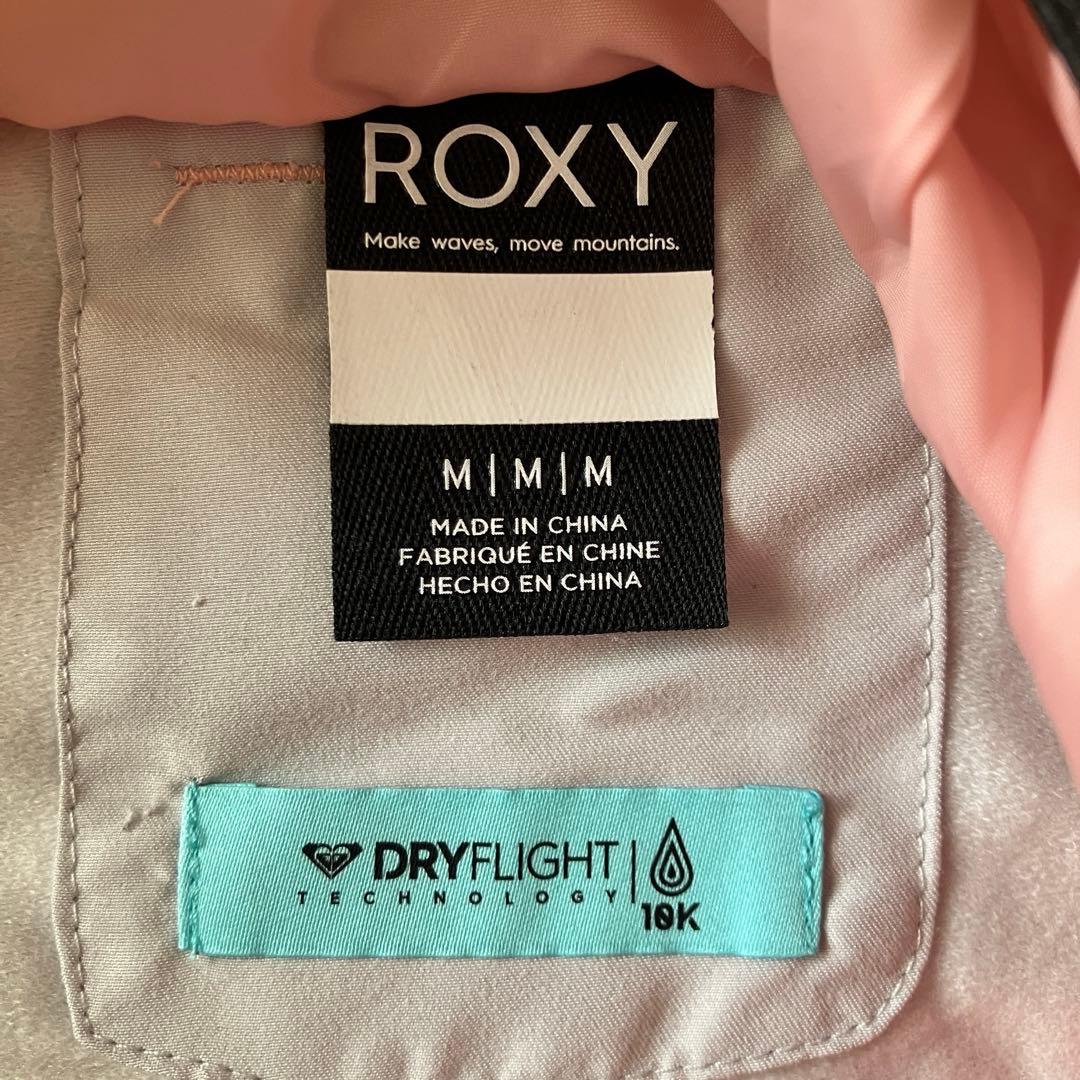 ROXY
Make waves, move mountains.
M | M | M
MADE IN CHINA
FABRIQUÉ EN CHINE
HECHO EN CHINA
DRYFLIGHT
TECHNOLOGY
10K